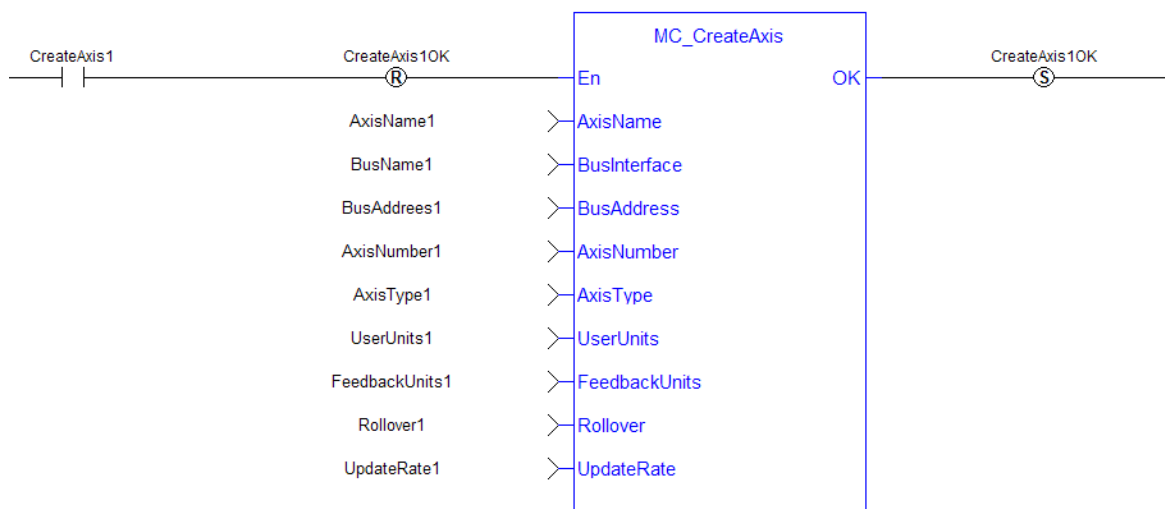 MC_CreateAxis
CreateAxis1 CreateAxis1OK CreateAxis1OK
R En OK S
AxisName1 AxisName
BusName1 BusInterface
BusAddrees1 BusAddress
AxisNumber1 AxisNumber
AxisType1 AxisType
UserUnits1 UserUnits
FeedbackUnits1 FeedbackUnits
Rollover1 Rollover
UpdateRate1 UpdateRate